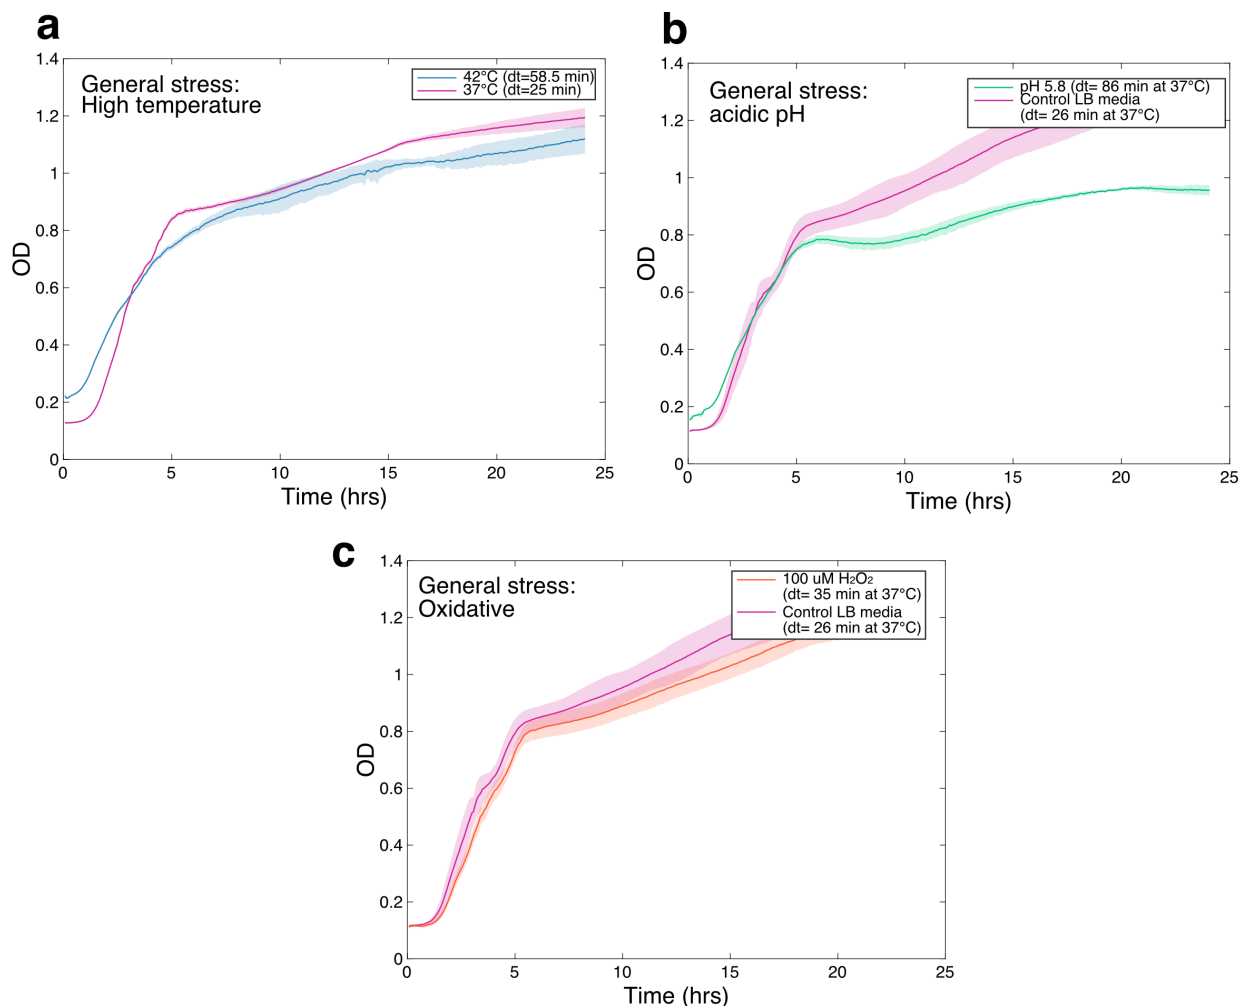 a
General stress:
High temperature
42°C (dt=58.5 min)
37°C (dt=25 min)
1.4
1.2
1
0.8
0.6
0.4
0.2
0
OD
0 5 10 15 20 25
Time (hrs)
b
General stress:
acidic pH
pH 5.8 (dt= 86 min at 37°C)
Control LB media
(dt= 26 min at 37°C)
1.4
1.2
1
0.8
0.6
0.4
0.2
0
OD
0 5 10 15 20 25
Time (hrs)
c
General stress:
Oxidative
100 uM H₂O₂
(dt= 35 min at 37°C)
Control LB media
(dt= 26 min at 37°C)
1.4
1.2
1
0.8
0.6
0.4
0.2
0
OD
0 5 10 15 20 25
Time (hrs)